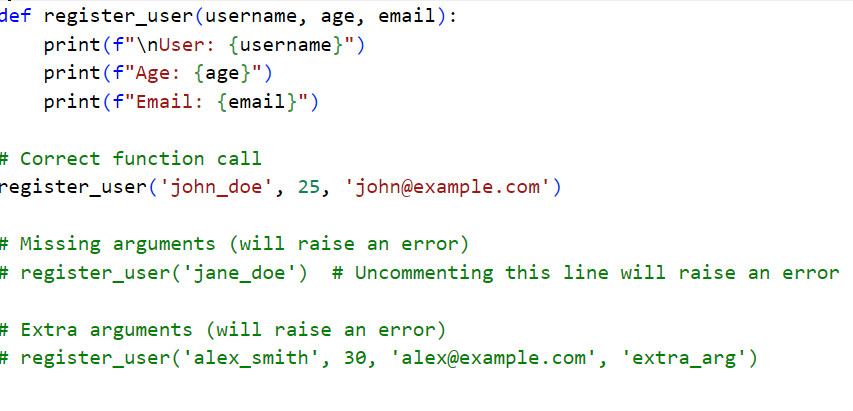 def register_user(username, age, email):
    print(f"\nUser: {username}")
    print(f"Age: {age}")
    print(f"Email: {email}")
# Correct function call
register_user('john_doe', 25, 'john@example.com')
# Missing arguments (will raise an error)
# register_user('jane_doe')  # Uncommenting this line will raise an error
# Extra arguments (will raise an error)
# register_user('alex_smith', 30, 'alex@example.com', 'extra_arg')